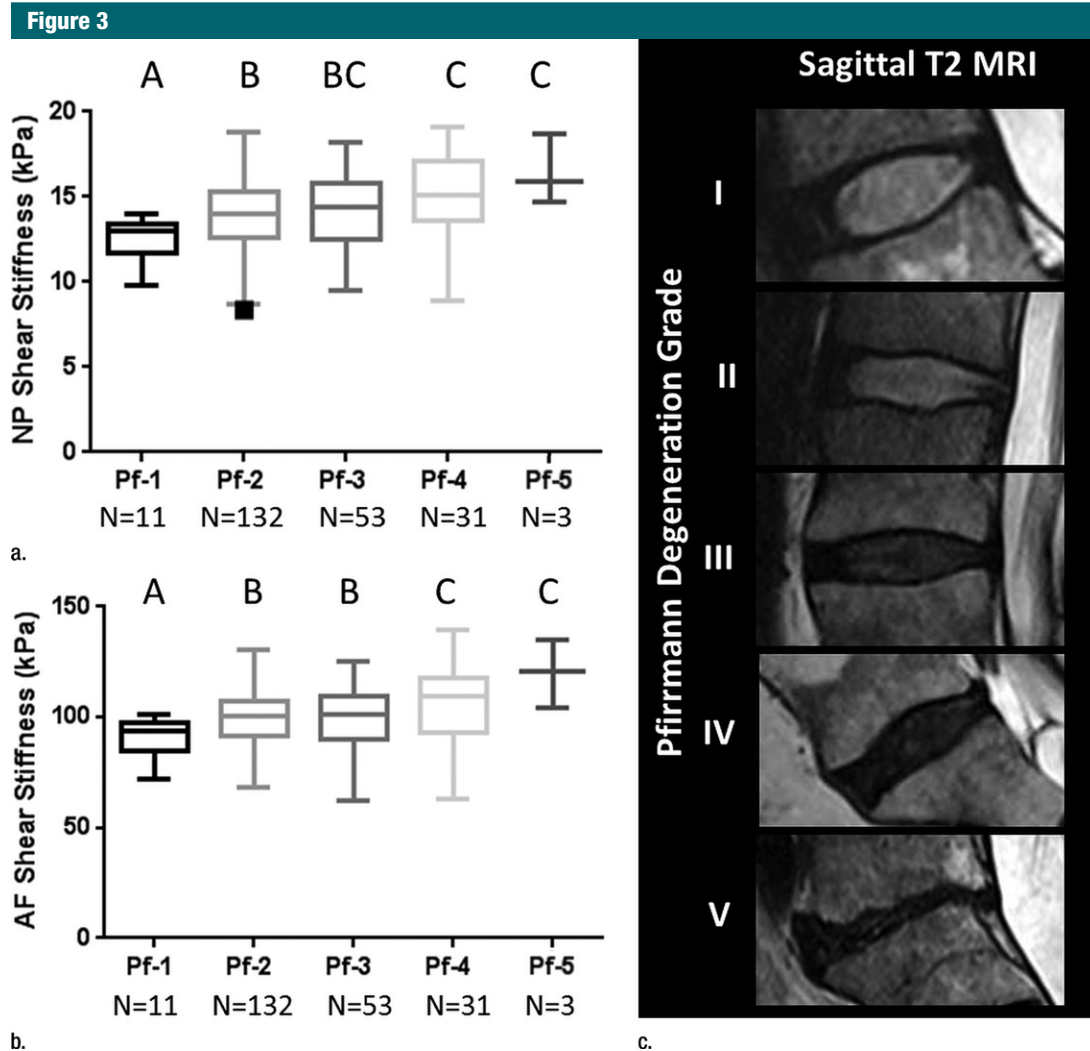 Figure 3
A B BC C C
NP Shear Stiffness (kPa)
20
15
10
5
0
Pf-1 Pf-2 Pf-3 Pf-4 Pf-5
N=11 N=132 N=53 N=31 N=3
a.
A B B C C
AF Shear Stiffness (kPa)
150
100
50
0
Pf-1 Pf-2 Pf-3 Pf-4 Pf-5
N=11 N=132 N=53 N=31 N=3
b.
Sagittal T2 MRI
Pfirrmann Degeneration Grade
I
II
III
IV
V
c.